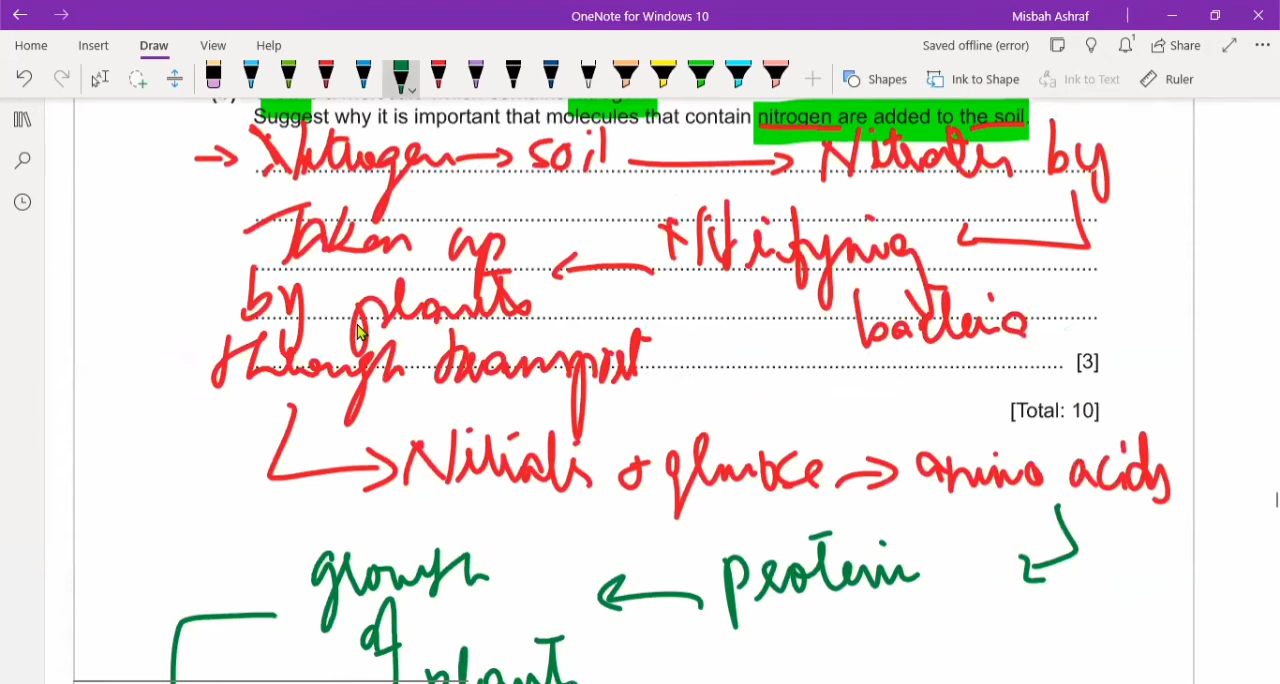 OneNote for Windows 10
Misbah Ashraf
Home Insert Draw View Help
Saved offline (error) 1 Share
Shapes Ink to Shape Ink to Text Ruler
Suggest why it is important that molecules that contain nitrogen are added to the soil.
→ Nitrogen → soil → Nitrates by
Taken up ← Nitrifying
by plants bacteria
through transport
[3]
[Total: 10]
→ Nitrates + glucose → amino acids
growth ← protein
of
plant